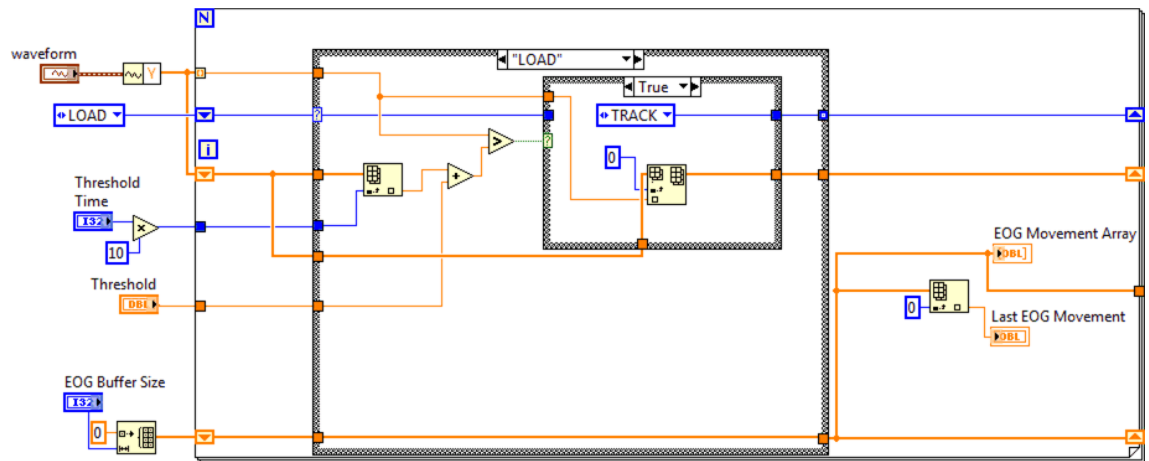 N
waveform
Y
"LOAD"
True
LOAD
?
TRACK
i
>
?
0
+
Threshold
Time
I32
x
10
EOG Movement Array
DBL]
Threshold
DBL
0
Last EOG Movement
DBL
EOG Buffer Size
I32
0